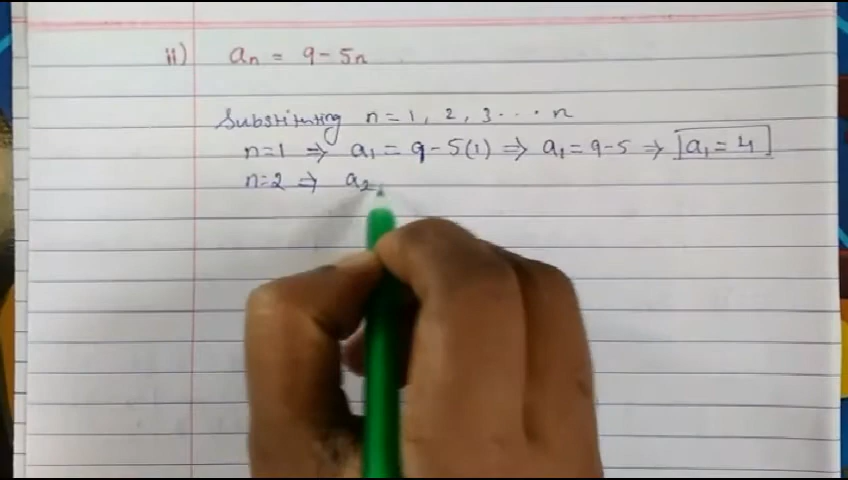 ii) aₙ = 9 - 5n
Substituting n = 1, 2, 3 ... n
n=1 ⇒ a₁ = 9 - 5(1) ⇒ a₁ = 9 - 5 ⇒ a₁ = 4
n=2 ⇒ a₂